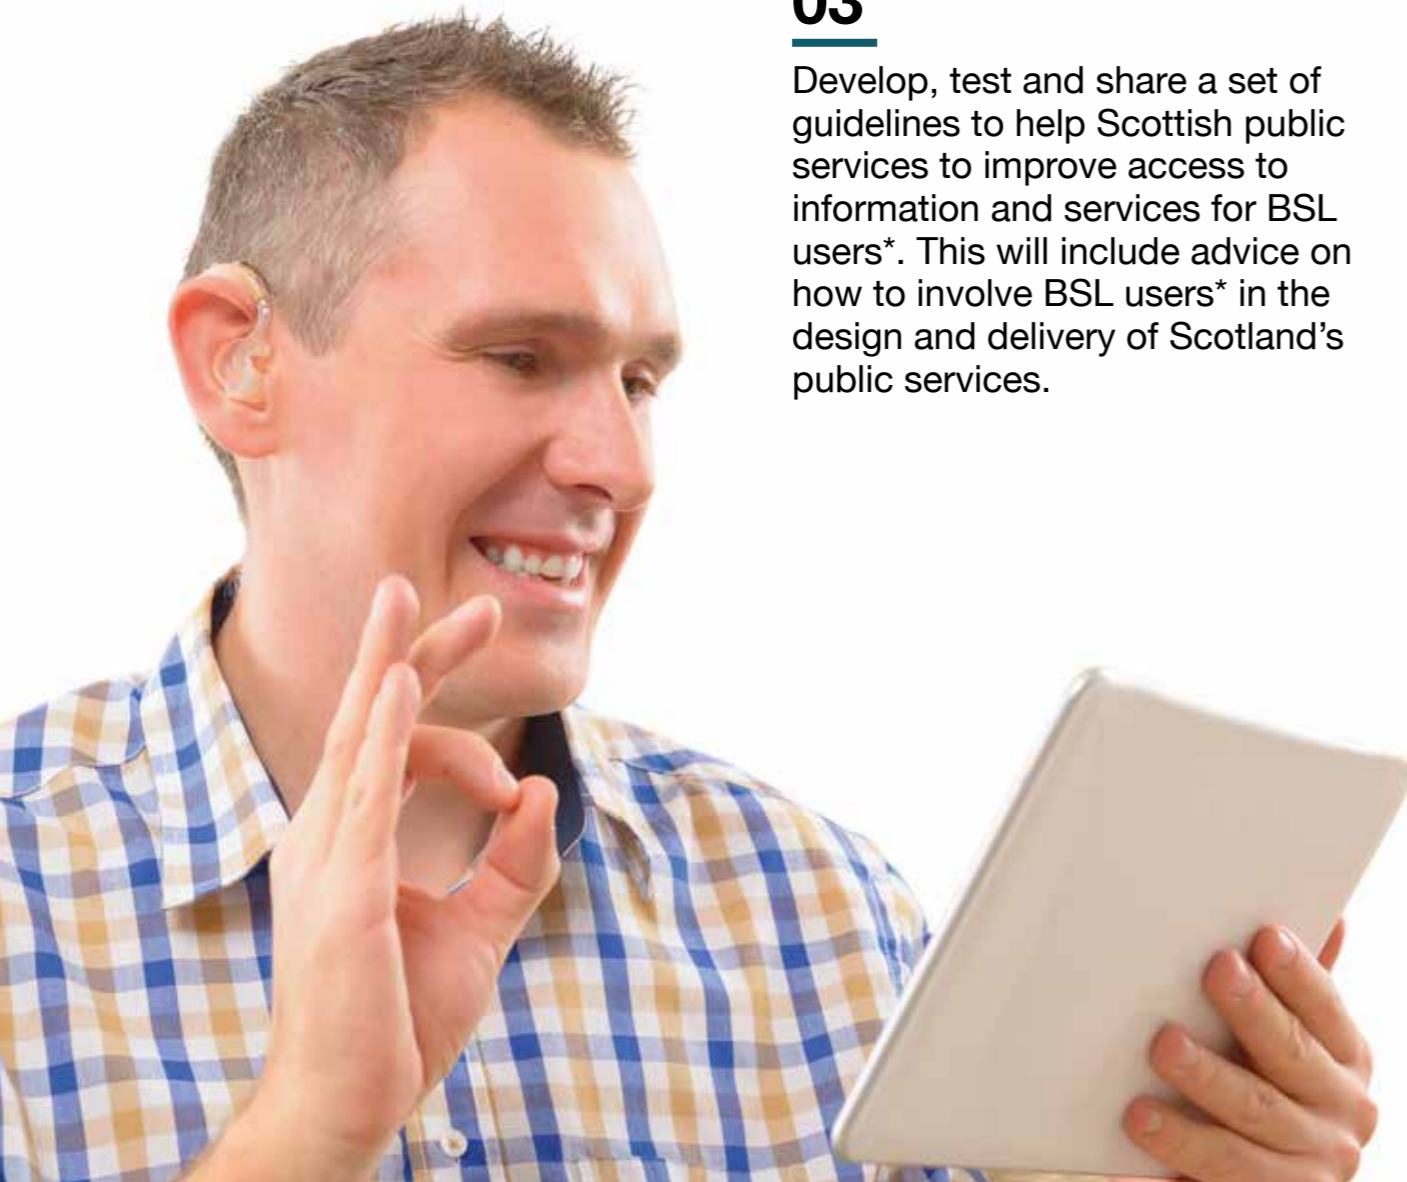 03
Develop, test and share a set of
guidelines to help Scottish public
services to improve access to
information and services for BSL
users*. This will include advice on
how to involve BSL users* in the
design and delivery of Scotland’s
public services.